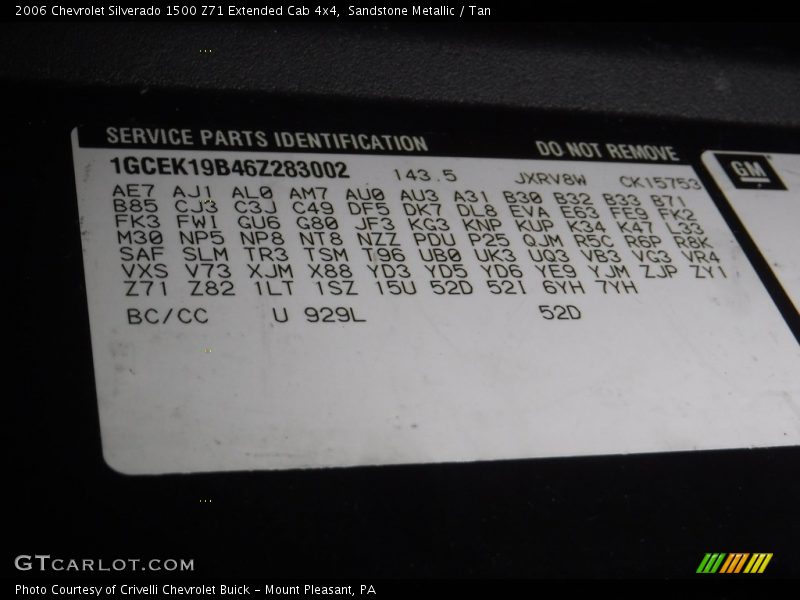 2006 Chevrolet Silverado 1500 Z71 Extended Cab 4x4, Sandstone Metallic / Tan
SERVICE PARTS IDENTIFICATION DO NOT REMOVE
GM
1GCEK19B46Z283002 143.5 JXRV8W CK15753
AE7 AJ1 AL0 AM7 AU0 AU3 A31 B30 B32 B33 B71
B85 CJ3 C3J C49 DF5 DK7 DL8 EVA E63 FE9 FK2
FK3 FW1 GU6 G80 JF3 KG3 KNP KUP K34 K47 L33
M30 NP5 NP8 NT8 NZZ PDU P25 QJM R5C R6P R8K
SAF SLM TR3 TSM T96 UB0 UK3 UQ3 VB3 VG3 VR4
VXS V73 XJM X88 YD3 YD5 YD6 YE9 YJM ZJP ZY1
Z71 Z82 1LT 1SZ 15U 52D 52I 6YH 7YH
BC/CC U 929L 52D
GTCARLOT.COM
Photo Courtesy of Crivelli Chevrolet Buick - Mount Pleasant, PA